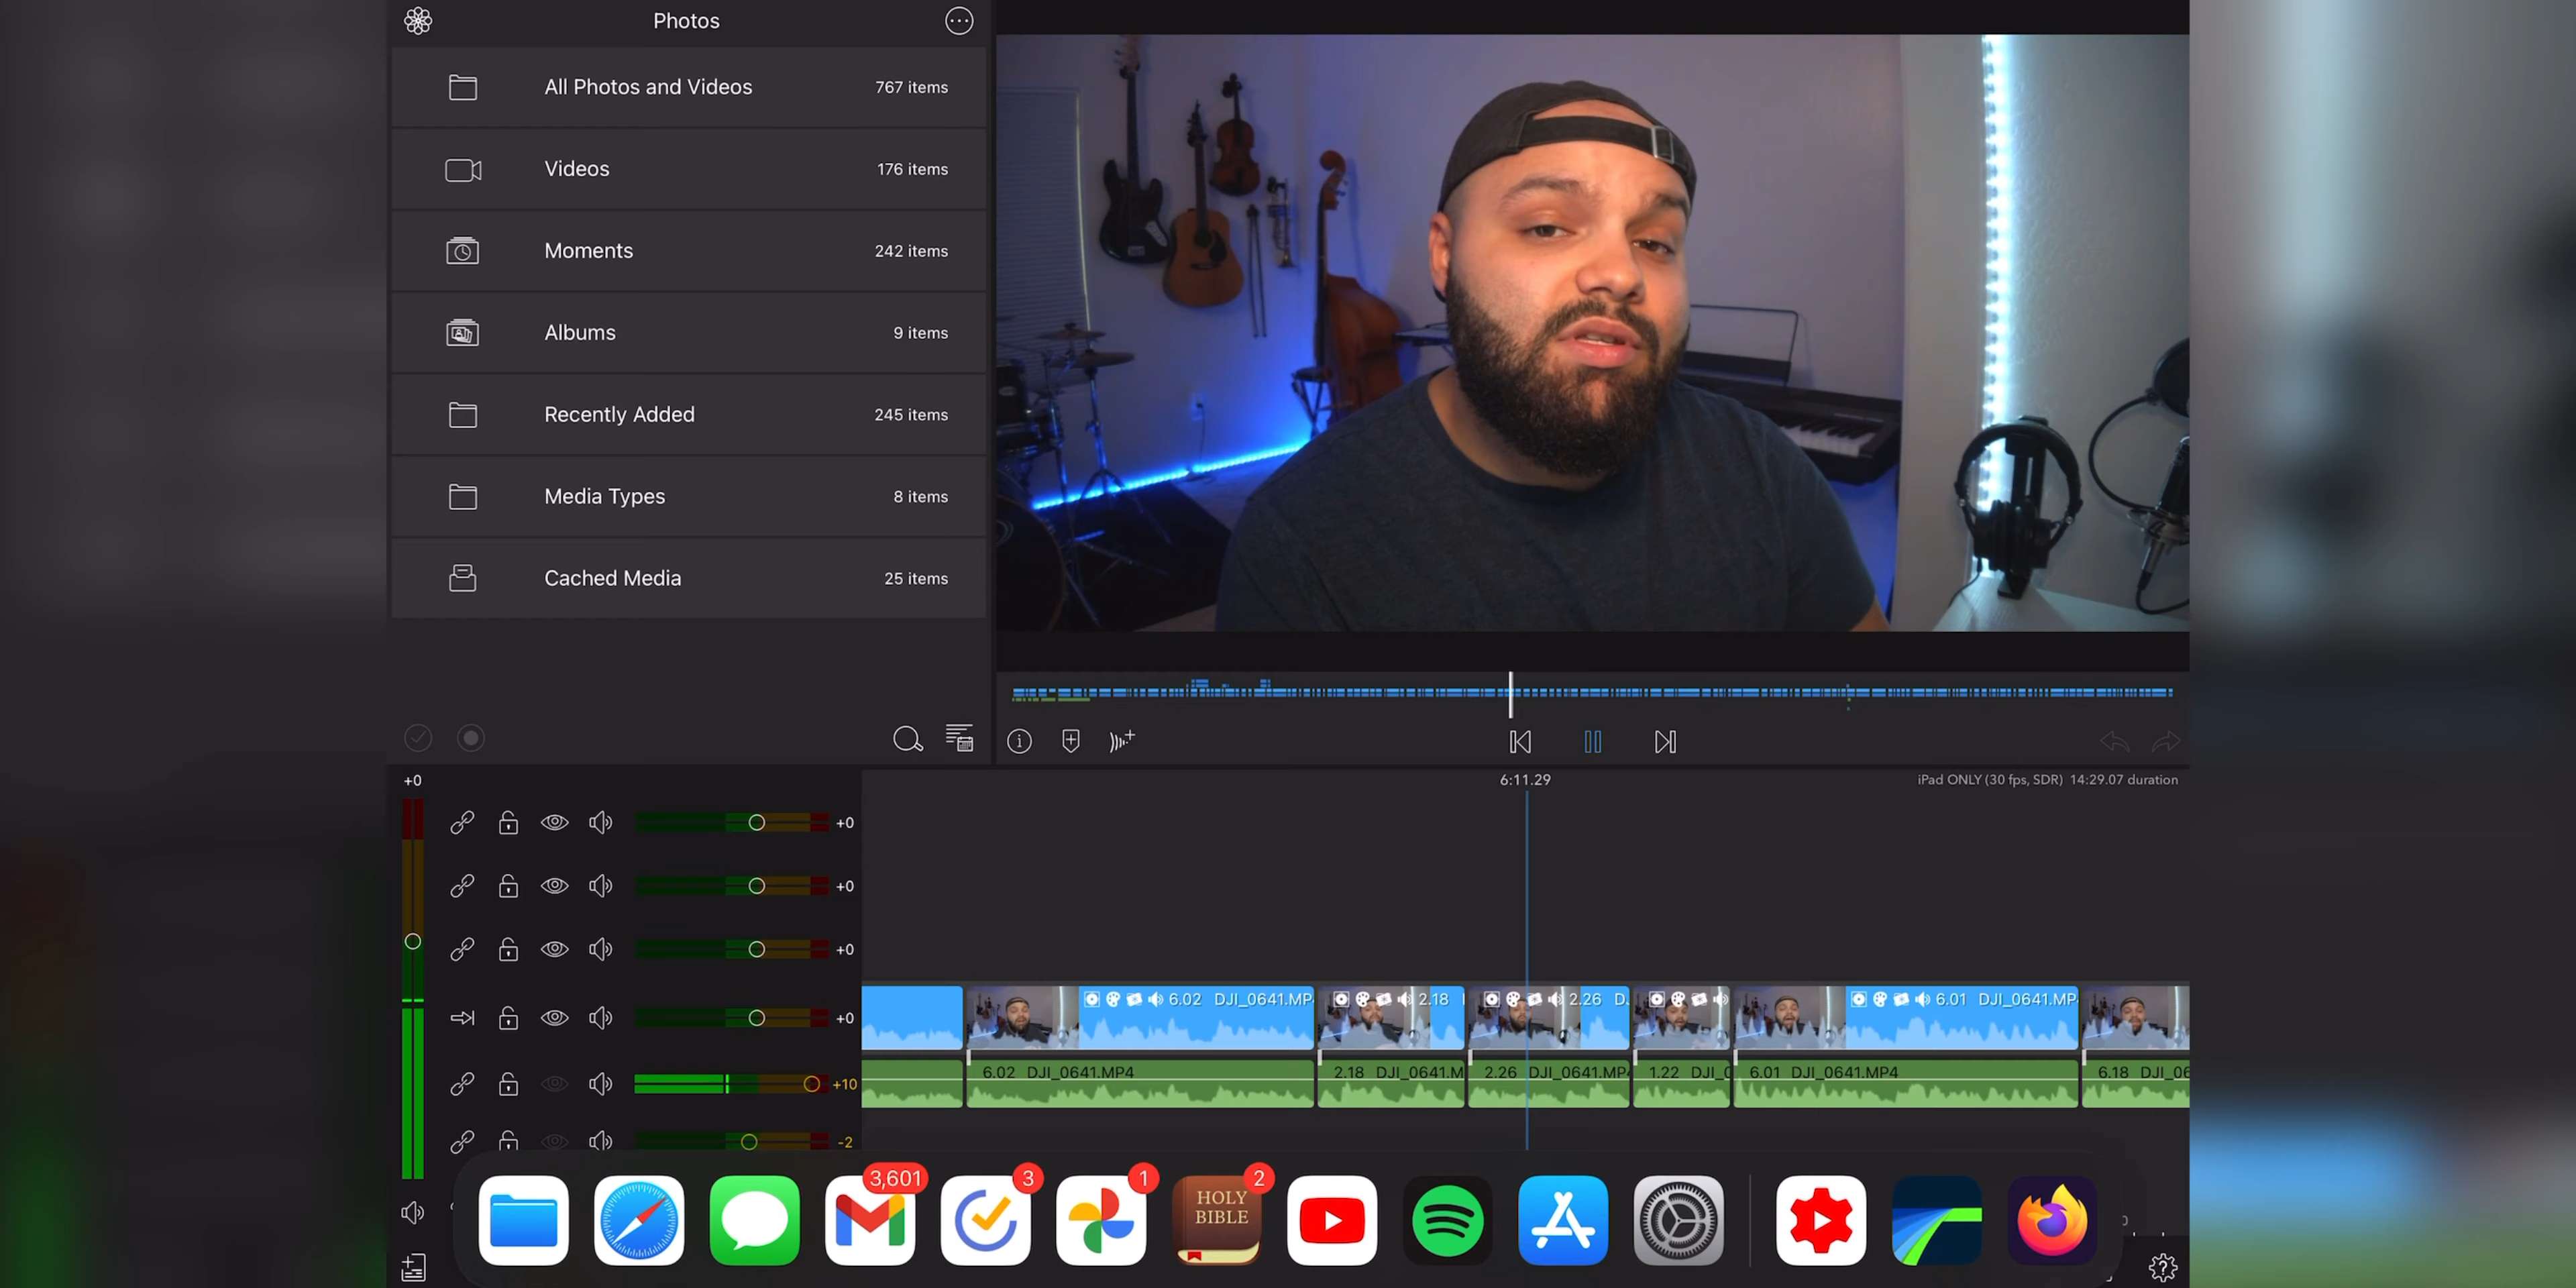 Photos
All Photos and Videos 767 items
Videos 176 items
Moments 242 items
Albums 9 items
Recently Added 245 items
Media Types 8 items
Cached Media 25 items
+0
6:11.29
iPad ONLY (30 fps, SDR) 14:29.07 duration
+0
+0
+0
+0
6.02 DJI_0641.MP
2.18
2.26 D
6.01 DJI_0641.MP
+10
6.02 DJI_0641.MP4
2.18 DJI_0641.M
2.26 DJI_0641.MP4
1.22 DJI_0
6.01 DJI_0641.MP4
6.18 DJI_06
-2
3,601
3
1
2
HOLY
BIBLE